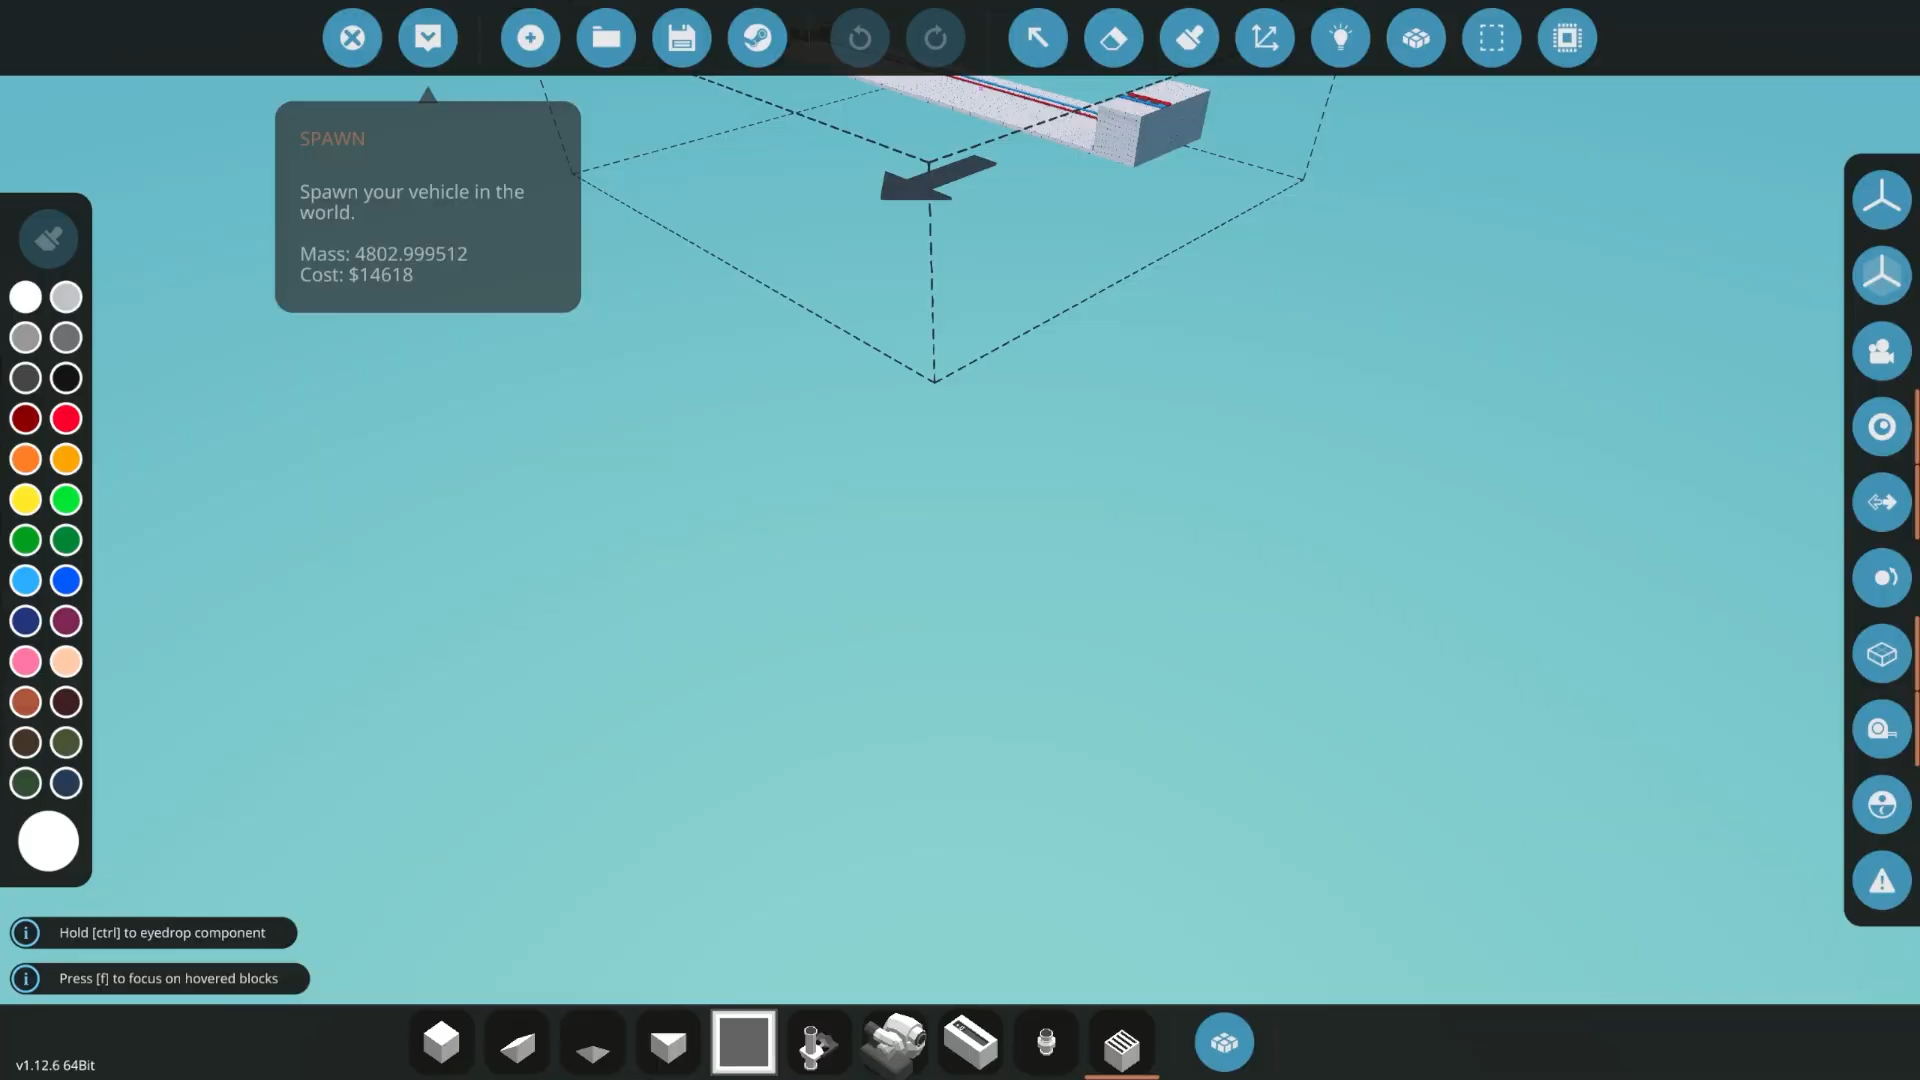 SPAWN
Spawn your vehicle in the
world.
Mass: 4802.999512
Cost: $14618
Hold [ctrl] to eyedrop component
Press [f] to focus on hovered blocks
v1.12.6 64Bit